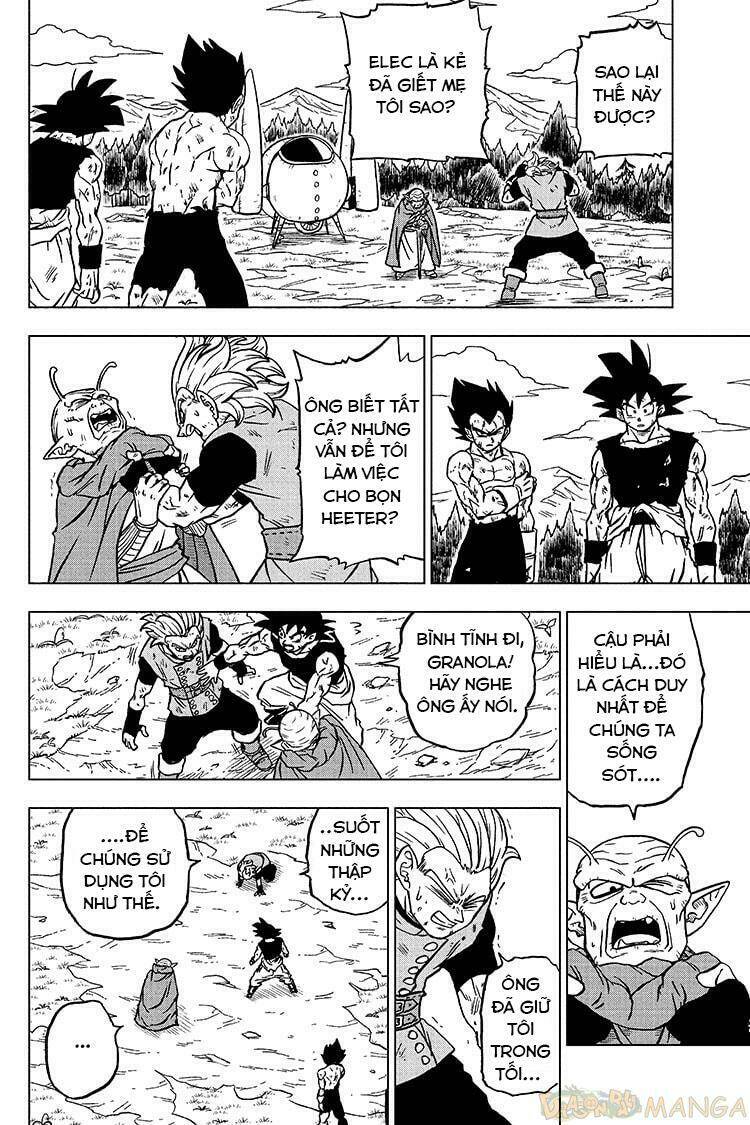 SAO LẠI
THẾ NÀY
ĐƯỢC?
ELEC LÀ KẺ
ĐÃ GIẾT MẸ
TÔI SAO?
ÔNG BIẾT TẤT
CẢ? NHƯNG
VẪN ĐỂ TÔI
LÀM VIỆC
CHO BỌN
HEETER?
CẬU PHẢI
HIỂU LÀ...ĐÓ
LÀ CÁCH DUY
NHẤT ĐỂ
CHÚNG TA
SỐNG
SÓT....
BÌNH TĨNH ĐI,
GRANOLA!
HÃY NGHE
ÔNG ẤY NÓI.
ÔNG
ĐÃ GIỮ
TÔI
TRONG
TỐI...
..SUỐT
NHỮNG
THẬP
KỶ...
....ĐỂ
CHÚNG SỬ
DỤNG TÔI
NHƯ THẾ.
...
DRAGON BALL MANGA